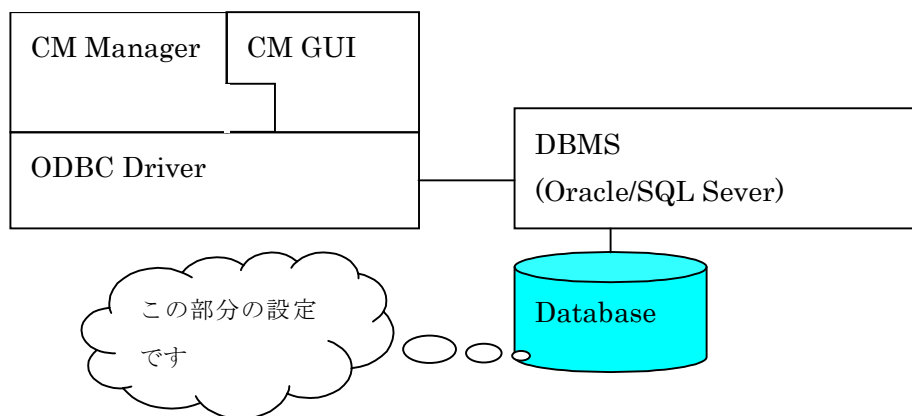 CM Manager
CM GUI
ODBC Driver
DBMS
(Oracle/SQL Sever)
この部分の設定
です
Database